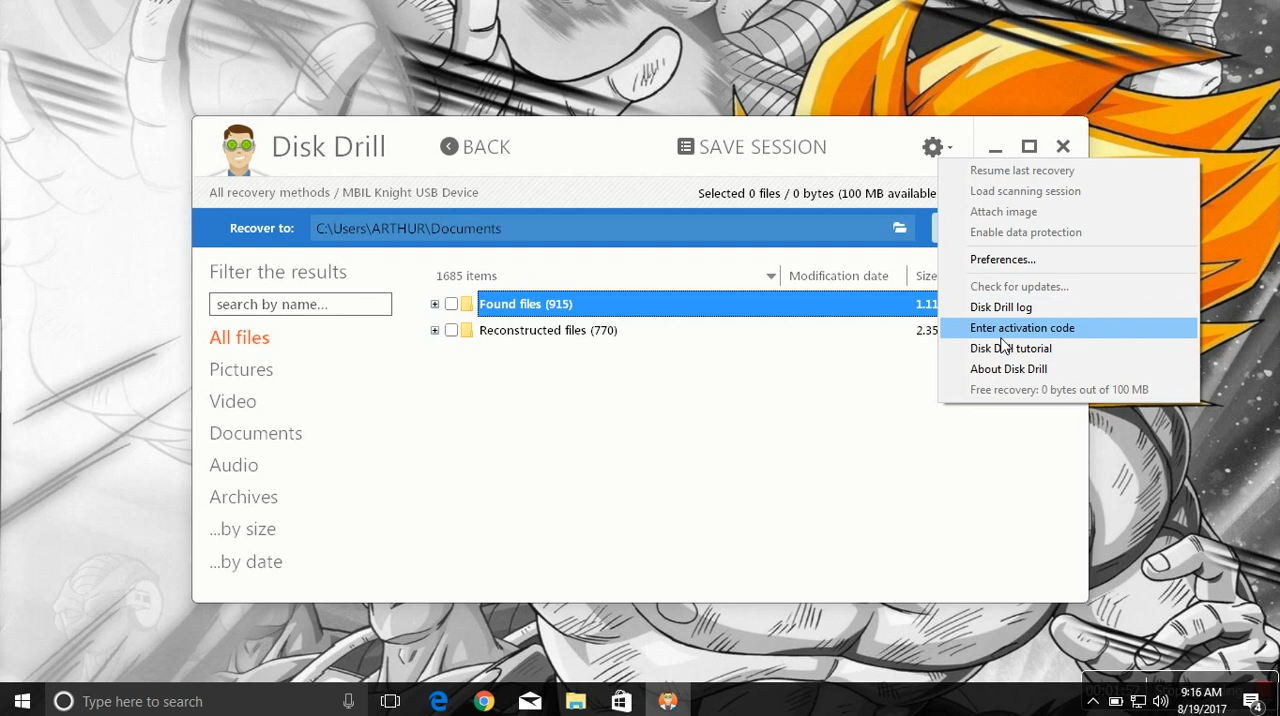 Disk Drill
BACK
SAVE SESSION
All recovery methods / MBIL Knight USB Device
Selected 0 files / 0 bytes (100 MB available
Recover to:
C:\Users\ARTHUR\Documents
Filter the results
search by name...
All files
Pictures
Video
Documents
Audio
Archives
...by size
...by date
1685 items
Modification date
Size
Found files (915)
1.11
Reconstructed files (770)
2.35
Resume last recovery
Load scanning session
Attach image
Enable data protection
Preferences...
Check for updates...
Disk Drill log
Enter activation code
Disk Drill tutorial
About Disk Drill
Free recovery: 0 bytes out of 100 MB
Type here to search
9:16 AM
8/19/2017
4